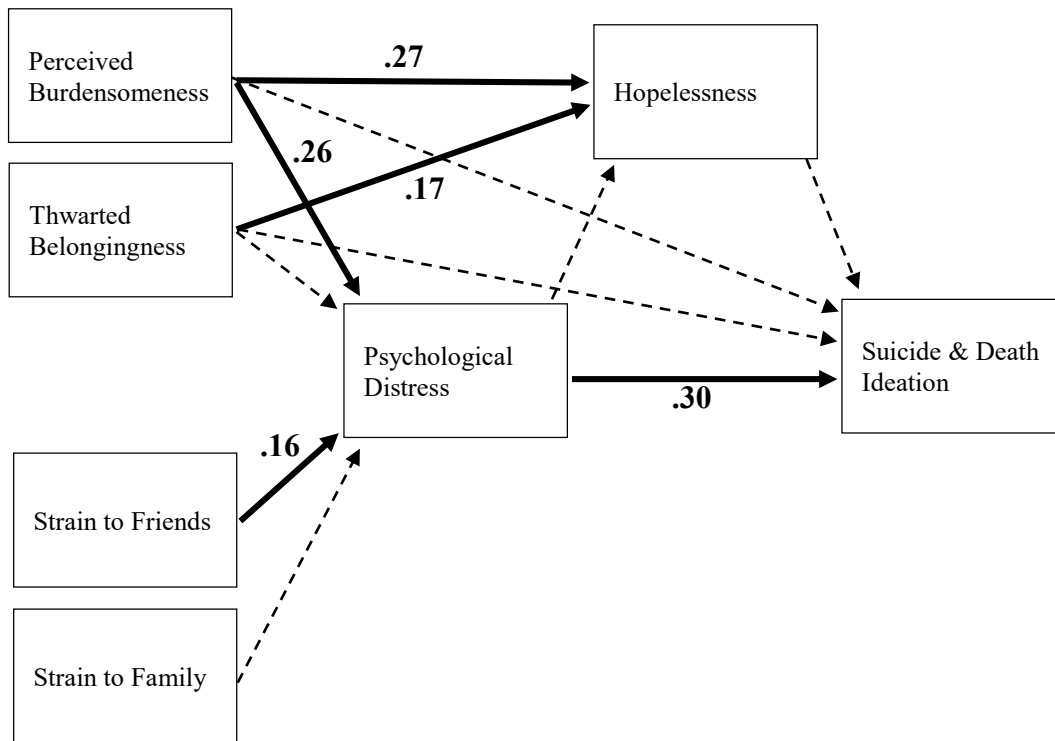 Perceived
Burdensomeness
.27
Hopelessness
.26
.17
Thwarted
Belongingness
Psychological
Distress
Suicide & Death
Ideation
.30
.16
Strain to Friends
Strain to Family